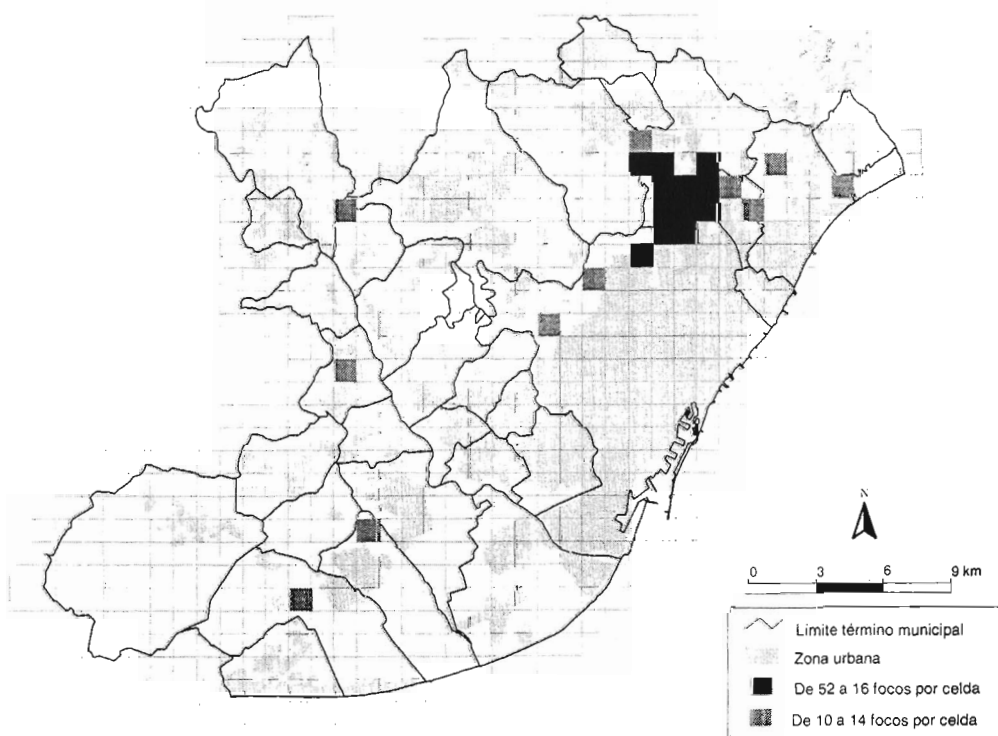 N
0 3 6 9 km
Limite término municipal
Zona urbana
De 52 a 16 focos por celda
De 10 a 14 focos por celda